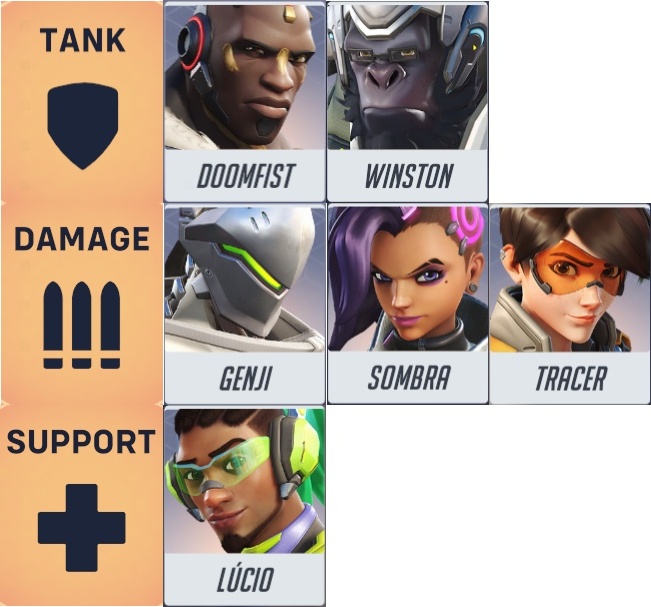 TANK
DOOMFIST
WINSTON
DAMAGE
GENJI
SOMBRA
TRACER
SUPPORT
LÚCIO